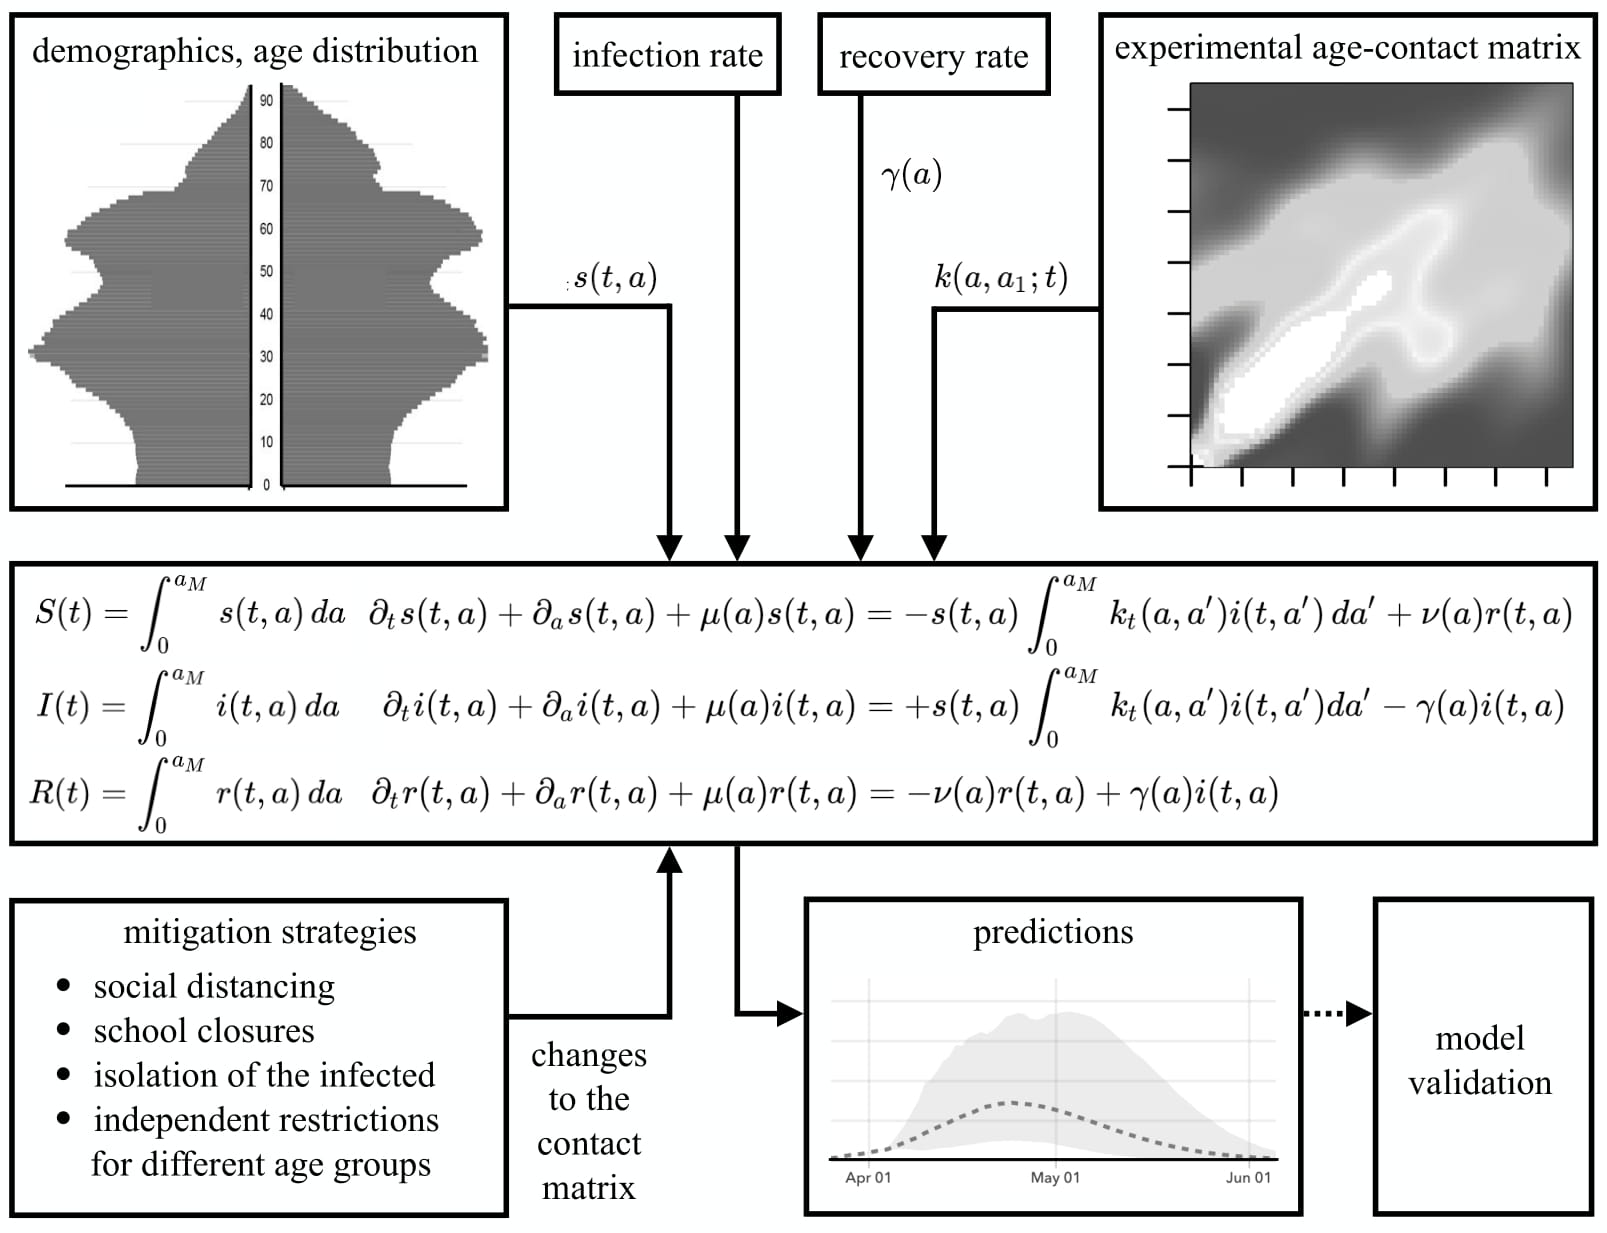 demographics, age distribution
90
80
70
60
50
40
30
20
10
0
infection rate
recovery rate
experimental age-contact matrix
γ(a)
s(t, a)
k(a, a₁; t)
S(t) = ∫₀^{a_M} s(t, a) da ∂ₜs(t, a) + ∂ₐs(t, a) + μ(a)s(t, a) = −s(t, a) ∫₀^{a_M} kₜ(a, a′)i(t, a′) da′ + ν(a)r(t, a)
I(t) = ∫₀^{a_M} i(t, a) da ∂ₜi(t, a) + ∂ₐi(t, a) + μ(a)i(t, a) = +s(t, a) ∫₀^{a_M} kₜ(a, a′)i(t, a′)da′ − γ(a)i(t, a)
R(t) = ∫₀^{a_M} r(t, a) da ∂ₜr(t, a) + ∂ₐr(t, a) + μ(a)r(t, a) = −ν(a)r(t, a) + γ(a)i(t, a)
mitigation strategies
• social distancing
• school closures
• isolation of the infected
• independent restrictions
for different age groups
changes
to the
contact
matrix
predictions
Apr 01
May 01
Jun 01
model
validation